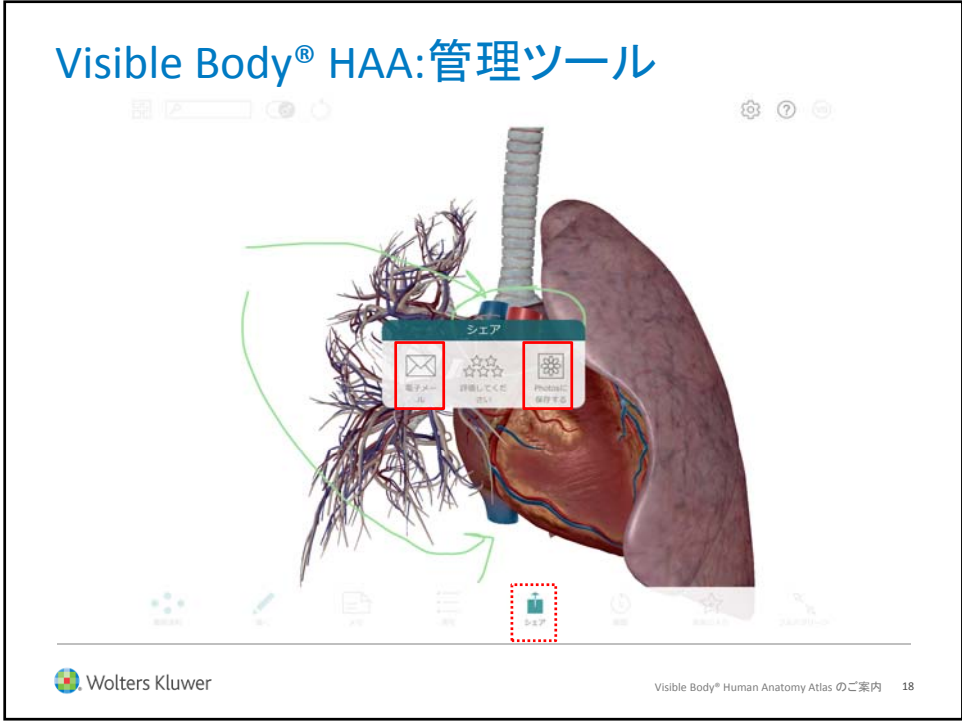 Visible Body® HAA:管理ツール
シェア
電子メー
ル
評価してくだ
さい
Photosに
保存する
シェア
Wolters Kluwer
Visible Body® Human Anatomy Atlas のご案内 18